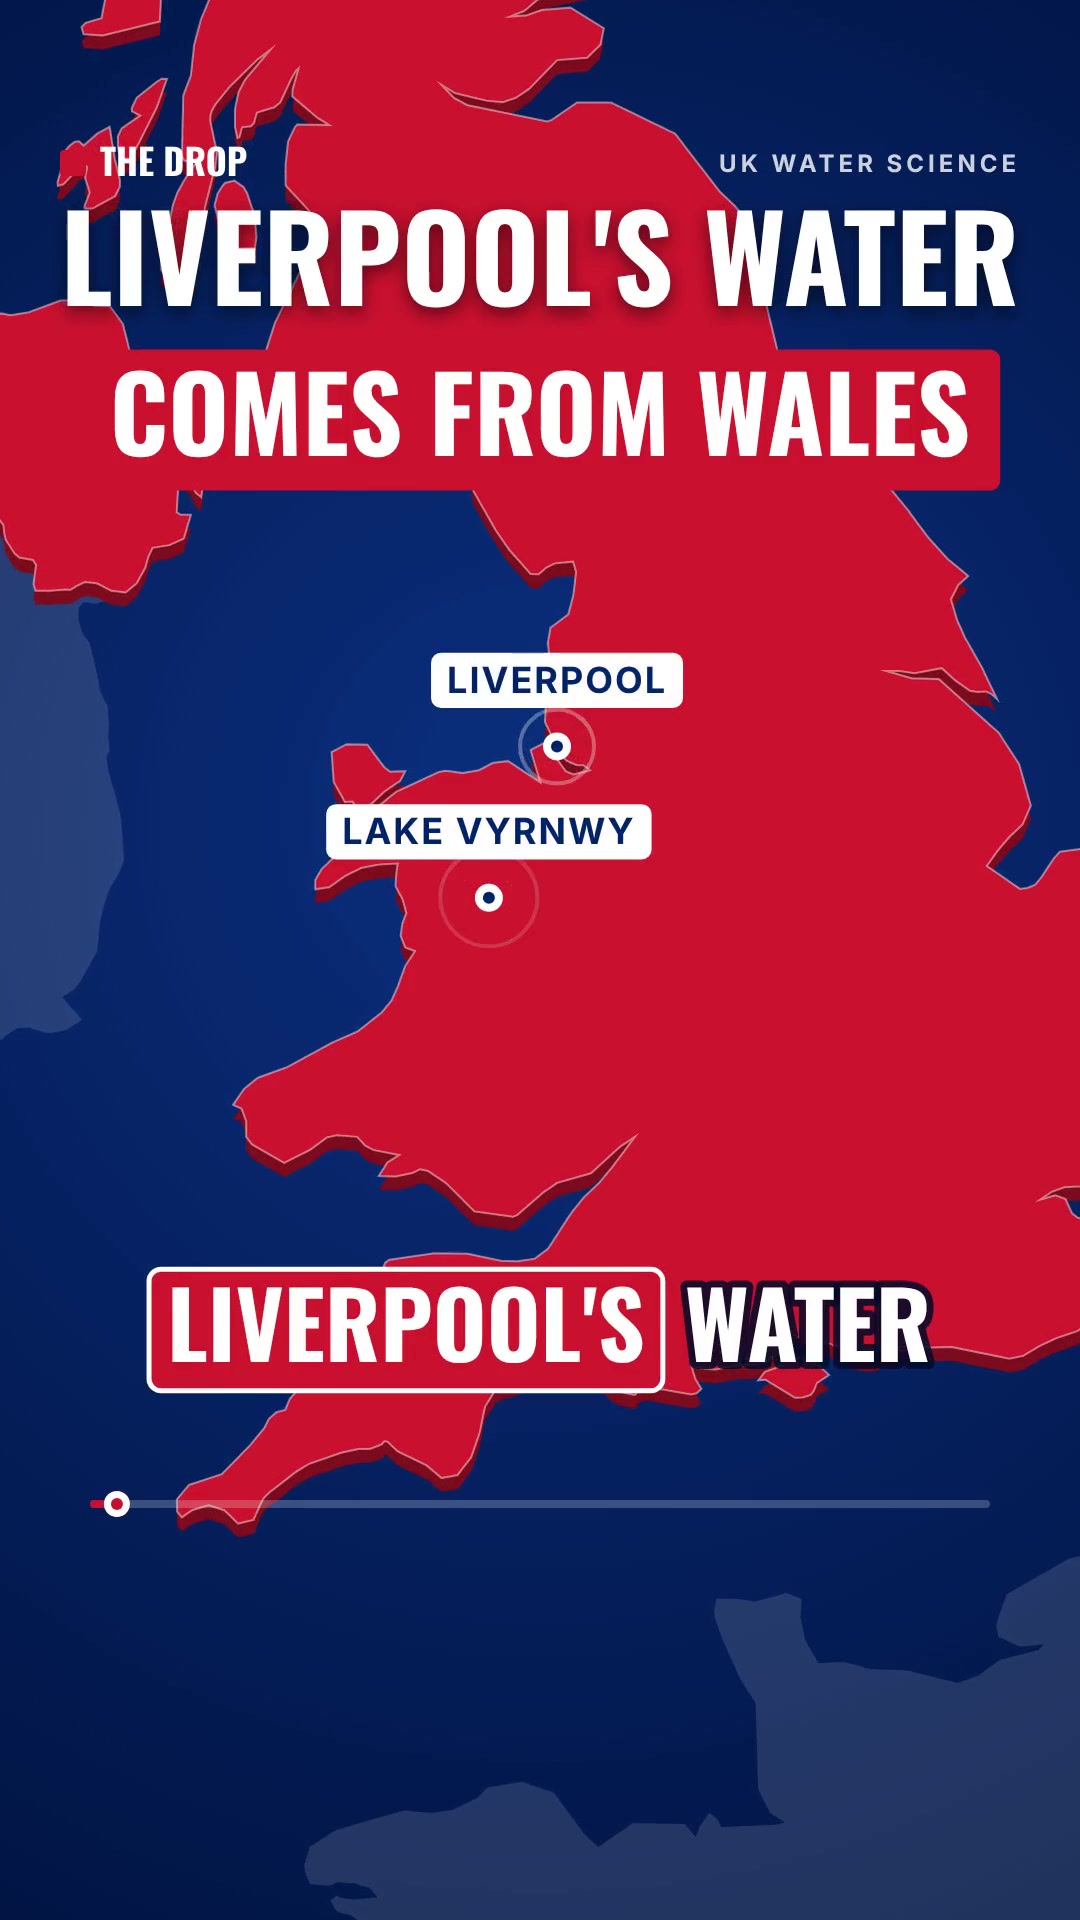 THE DROP
UK WATER SCIENCE
LIVERPOOL'S WATER
COMES FROM WALES
LIVERPOOL
LAKE VYRNWY
LIVERPOOL'S WATER